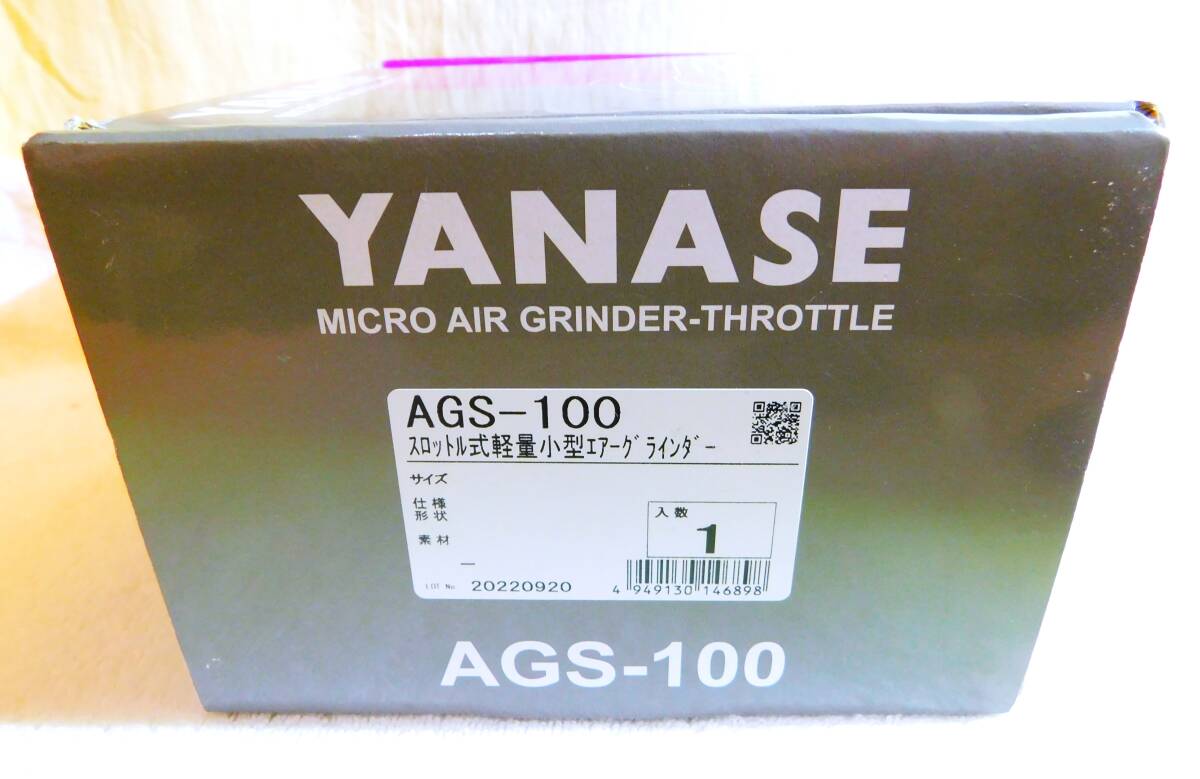 YANASE
MICRO AIR GRINDER-THROTTLE
AGS-100
ｽﾛｯﾄﾙ式軽量小型ｴｱｰｸﾞﾗｲﾝﾀﾞｰ
サイズ
仕様
形状
入数
1
素材
—
LOT No. 20220920
4 949130 146898
AGS-100